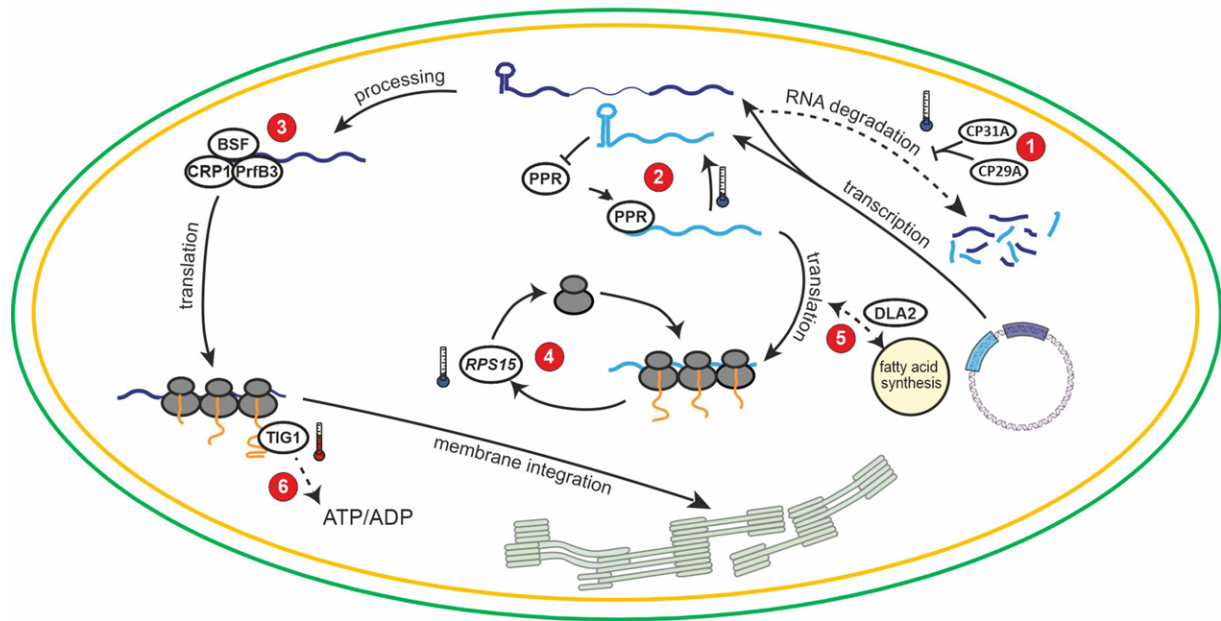 processing
RNA degradation
CP31A
1
CP29A
3
BSF
CRP1
PrfB3
PPR
2
PPR
transcription
translation
translation
DLA2
5
RPS15
4
fatty acid
synthesis
TIG1
membrane integration
6
ATP/ADP